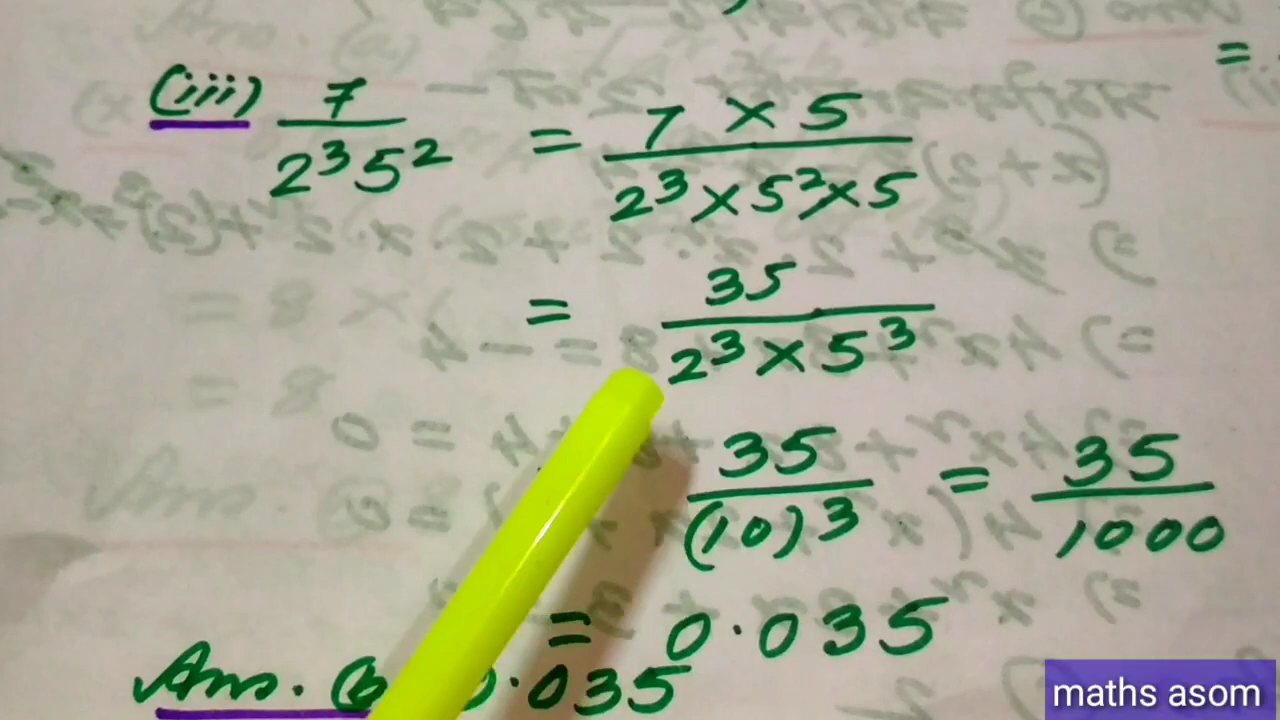 (iii) 7/2³5² = 7 × 5/2³ × 5² × 5
= 35/2³ × 5³
35/(10)³ = 35/1000
= 0.035
Ans. (b) 0.035
maths asom